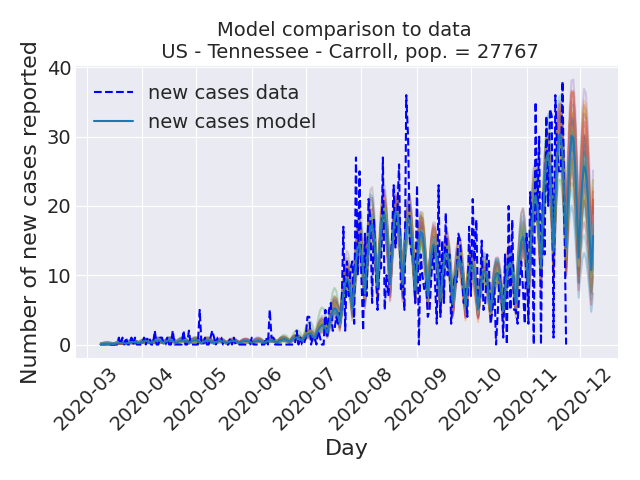 Model comparison to data
US - Tennessee - Carroll, pop. = 27767
Number of new cases reported
40
30
20
10
0
new cases data
new cases model
2020-03
2020-04
2020-05
2020-06
2020-07
2020-08
2020-09
2020-10
2020-11
2020-12
Day